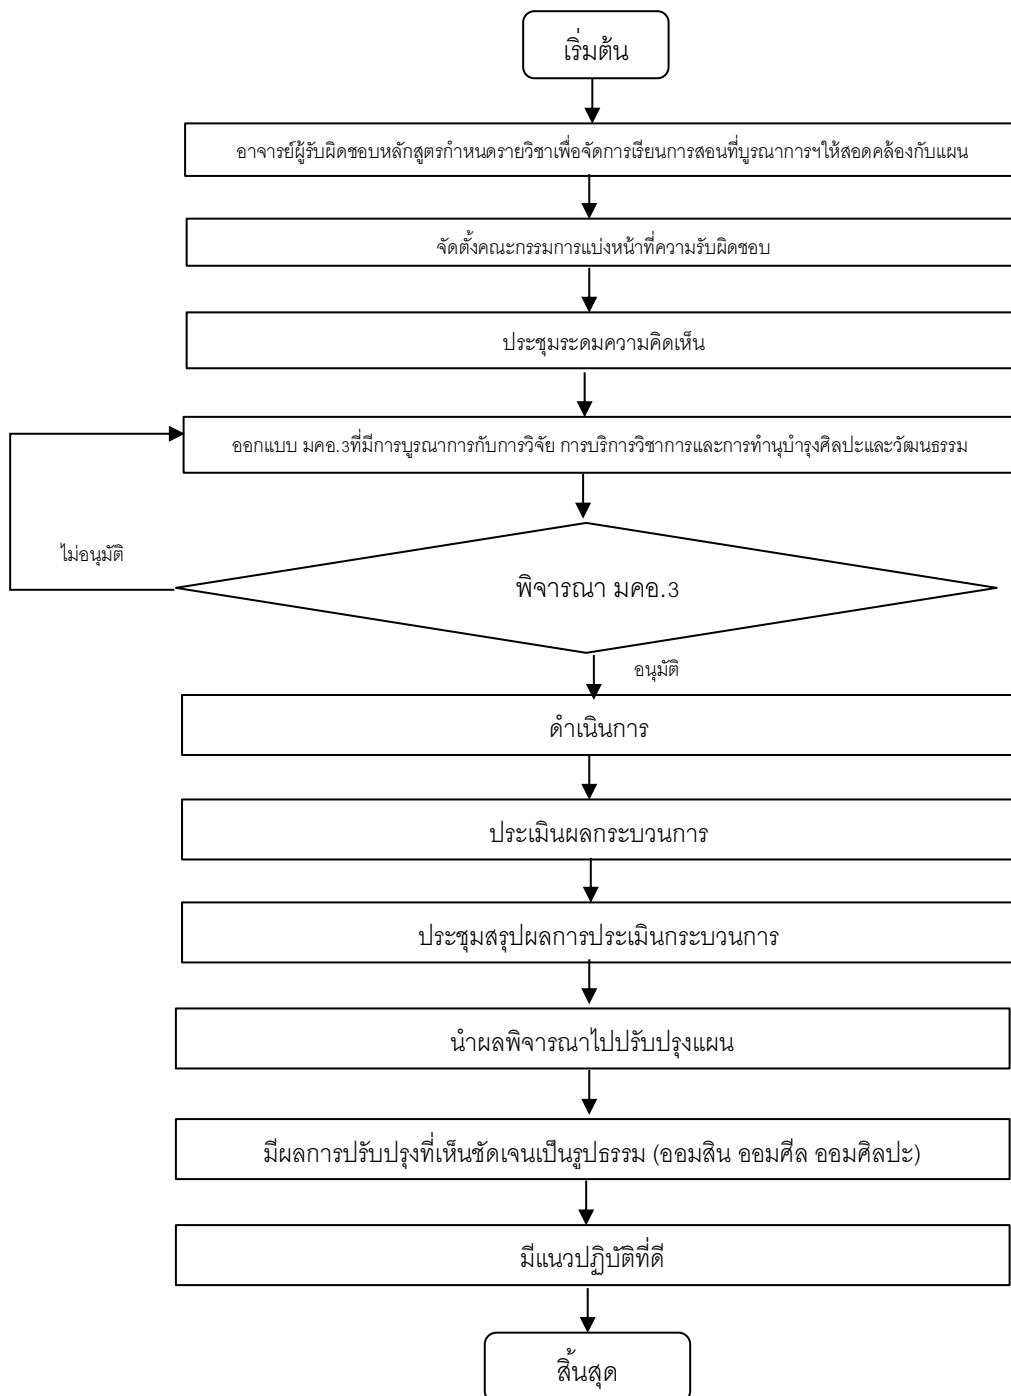 เริ่มต้น
อาจารย์ผู้รับผิดชอบหลักสูตรกำหนดรายวิชาเพื่อจัดการเรียนการสอนที่บูรณาการฯให้สอดคล้องกับแผน
จัดตั้งคณะกรรมการแบ่งหน้าที่ความรับผิดชอบ
ประชุมระดมความคิดเห็น
ออกแบบ มคอ.3ที่มีการบูรณาการกับการวิจัย การบริการวิชาการและการทำนุบำรุงศิลปะและวัฒนธรรม
ไม่อนุมัติ
พิจารณา มคอ.3
อนุมัติ
ดำเนินการ
ประเมินผลกระบวนการ
ประชุมสรุปผลการประเมินกระบวนการ
นำผลพิจารณาไปปรับปรุงแผน
มีผลการปรับปรุงที่เห็นชัดเจนเป็นรูปธรรม (ออมสิน ออมศีล ออมศิลปะ)
มีแนวปฏิบัติที่ดี
สิ้นสุด